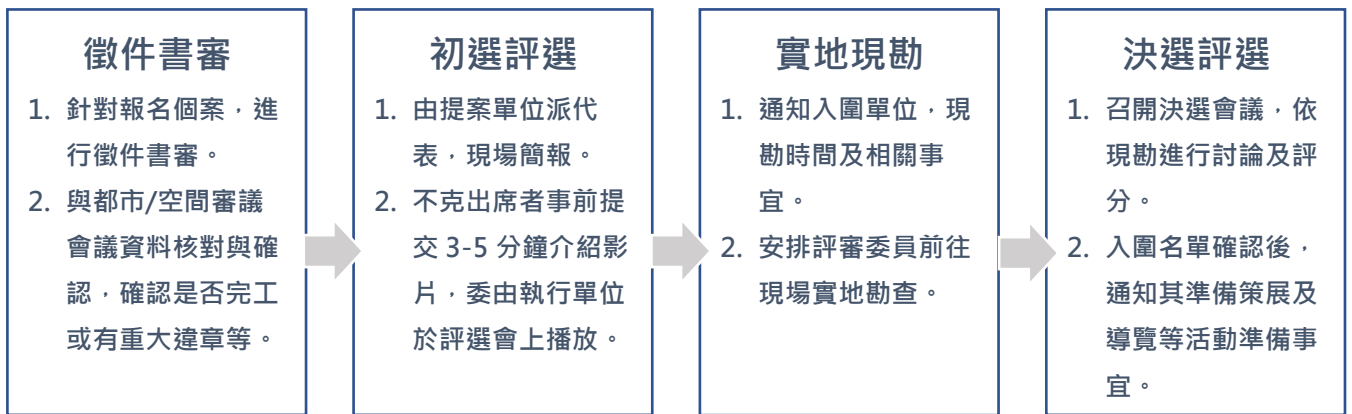 徵件書審
1. 針對報名個案，進
行徵件書審。
2. 與都市/空間審議
會議資料核對與確
認，確認是否完工
或有重大違章等。
初選評選
1. 由提案單位派代
表，現場簡報。
2. 不克出席者事前提
交 3-5 分鐘介紹影
片，委由執行單位
於評選會上播放。
實地現勘
1. 通知入圍單位，現
勘時間及相關事
宜。
2. 安排評審委員前往
現場實地勘查。
決選評選
1. 召開決選會議，依
現勘進行討論及評
分。
2. 入圍名單確認後，
通知其準備策展及
導覽等活動準備事
宜。